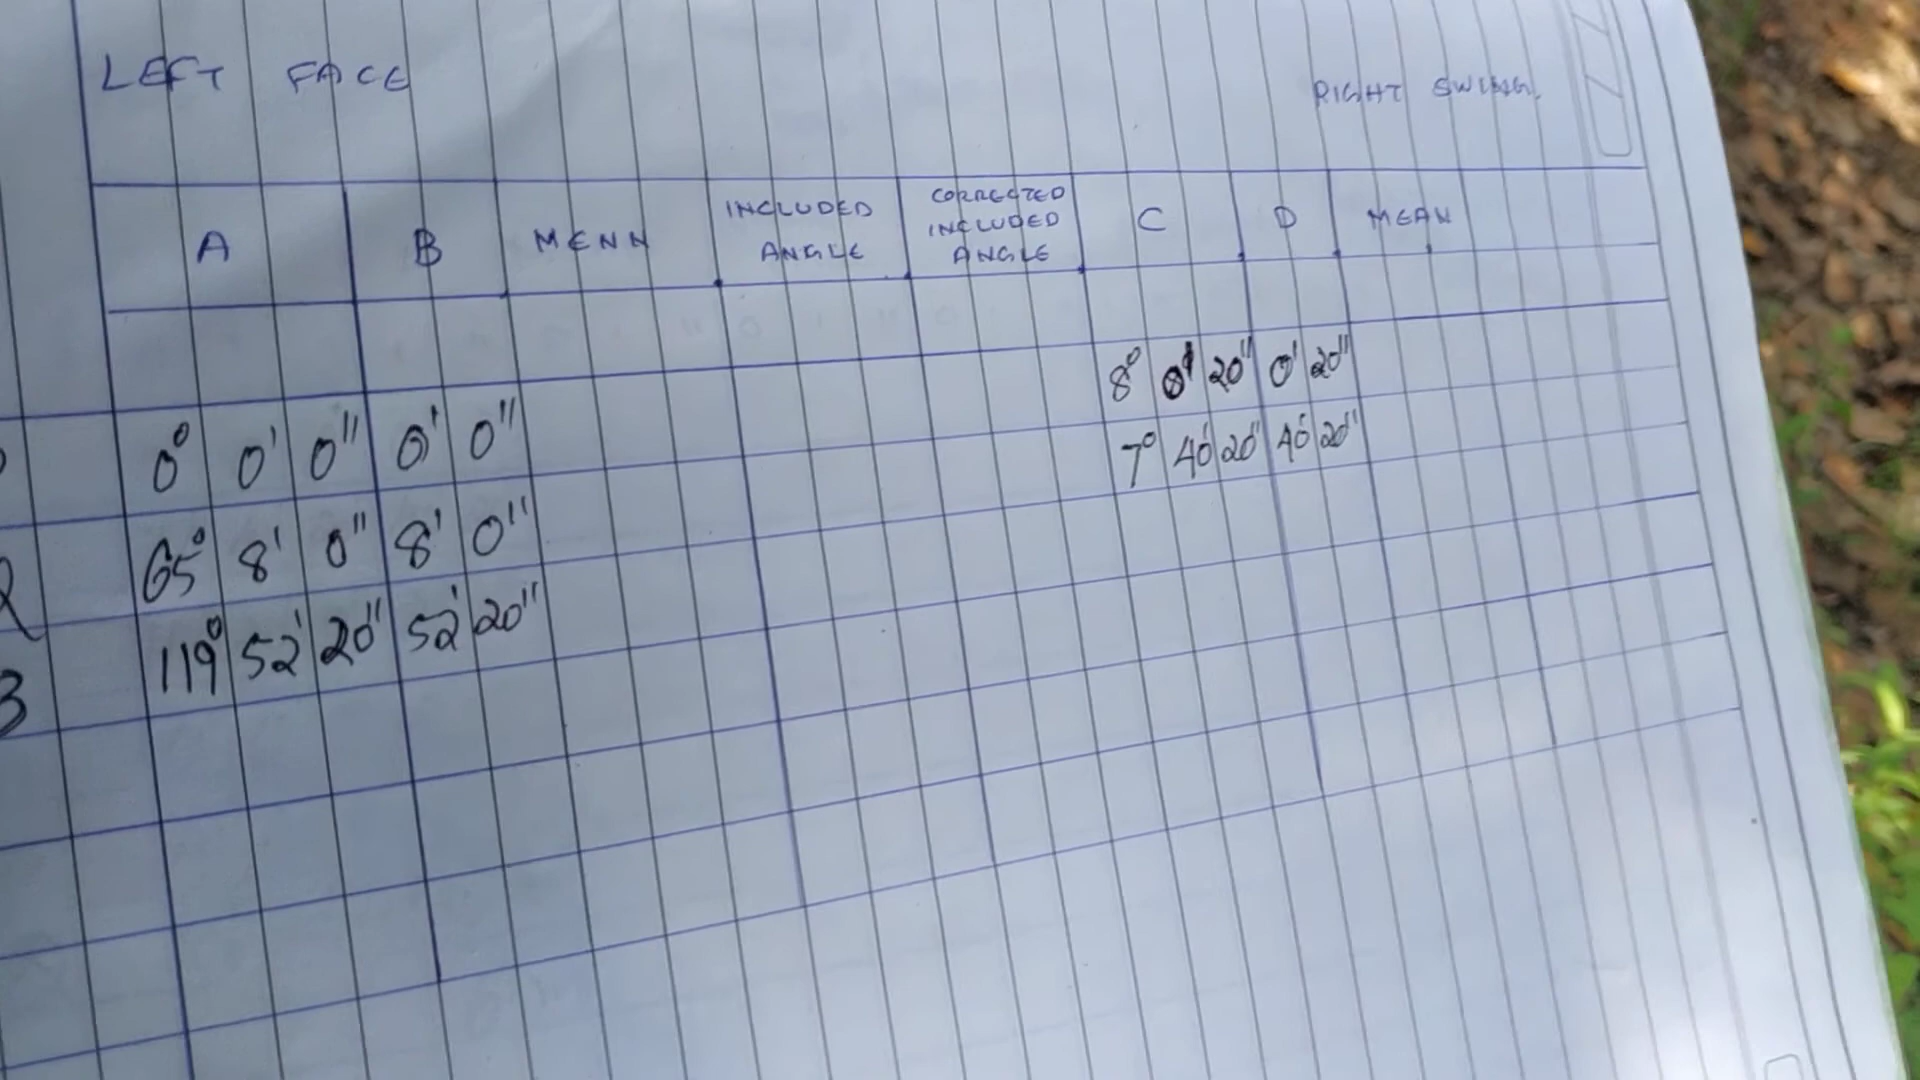 LEFT FACE RIGHT SWING.
A B MENN INCLUDED ANGLE CORRECTED INCLUDED ANGLE C D MEAN
8° 0' 20" 0' 20"
0° 0' 0" 0' 0" 7° 40' 20" 40' 20"
65° 8' 0" 8' 0"
3 119° 52' 20" 52' 20"